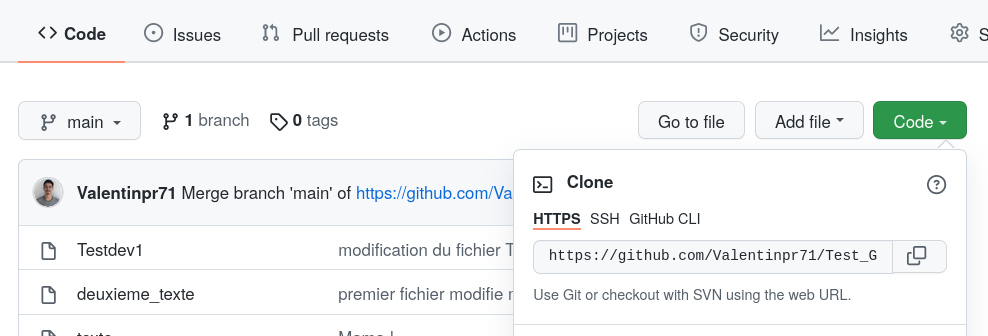 Code Issues Pull requests Actions Projects Security Insights S
main 1 branch 0 tags Go to file Add file Code
Valentinpr71 Merge branch 'main' of https://github.com/Va
Clone
HTTPS SSH GitHub CLI
Testdev1 modification du fichier T
https://github.com/Valentinpr71/Test_G
deuxieme_texte premier fichier modifie r
Use Git or checkout with SVN using the web URL.